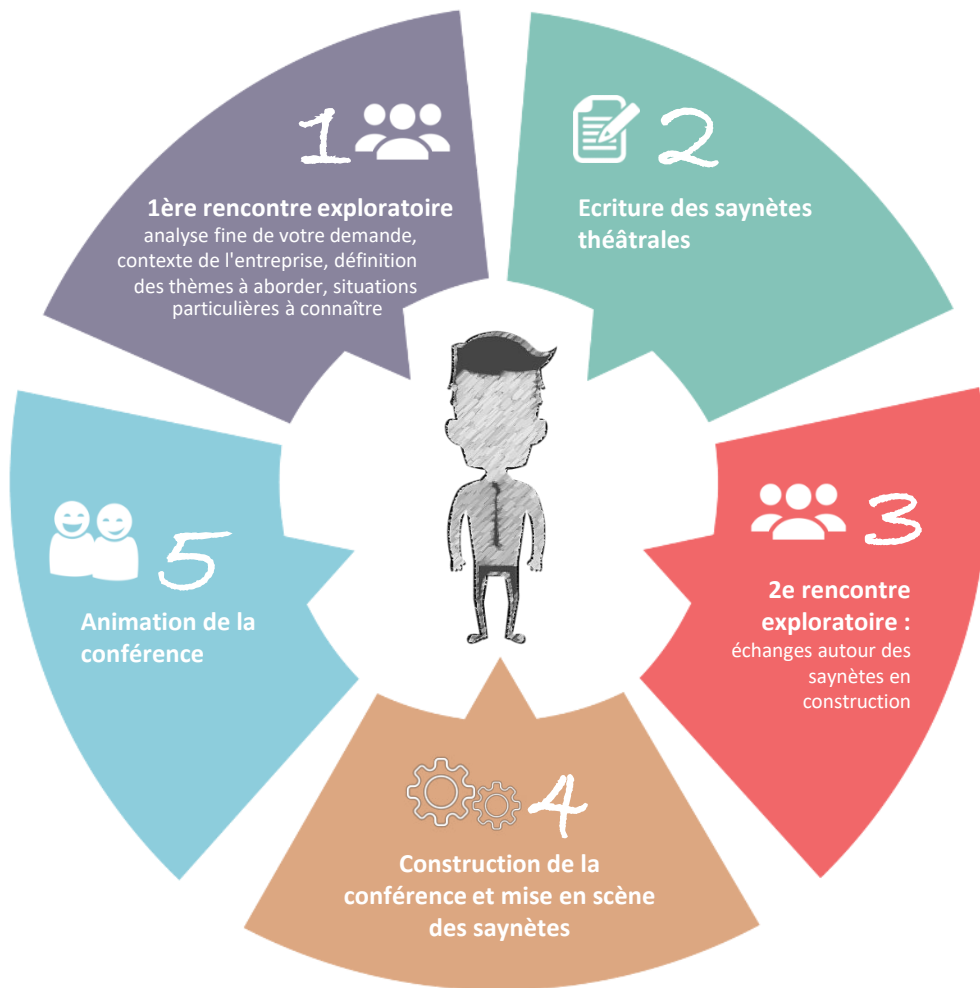 1
1ère rencontre exploratoire
analyse fine de votre demande,
contexte de l'entreprise, définition
des thèmes à aborder, situations
particulières à connaître
2
Ecriture des saynètes
théâtrales
3
2e rencontre
exploratoire :
échanges autour des
saynètes en
construction
4
Construction de la
conférence et mise en scène
des saynètes
5
Animation de la
conférence